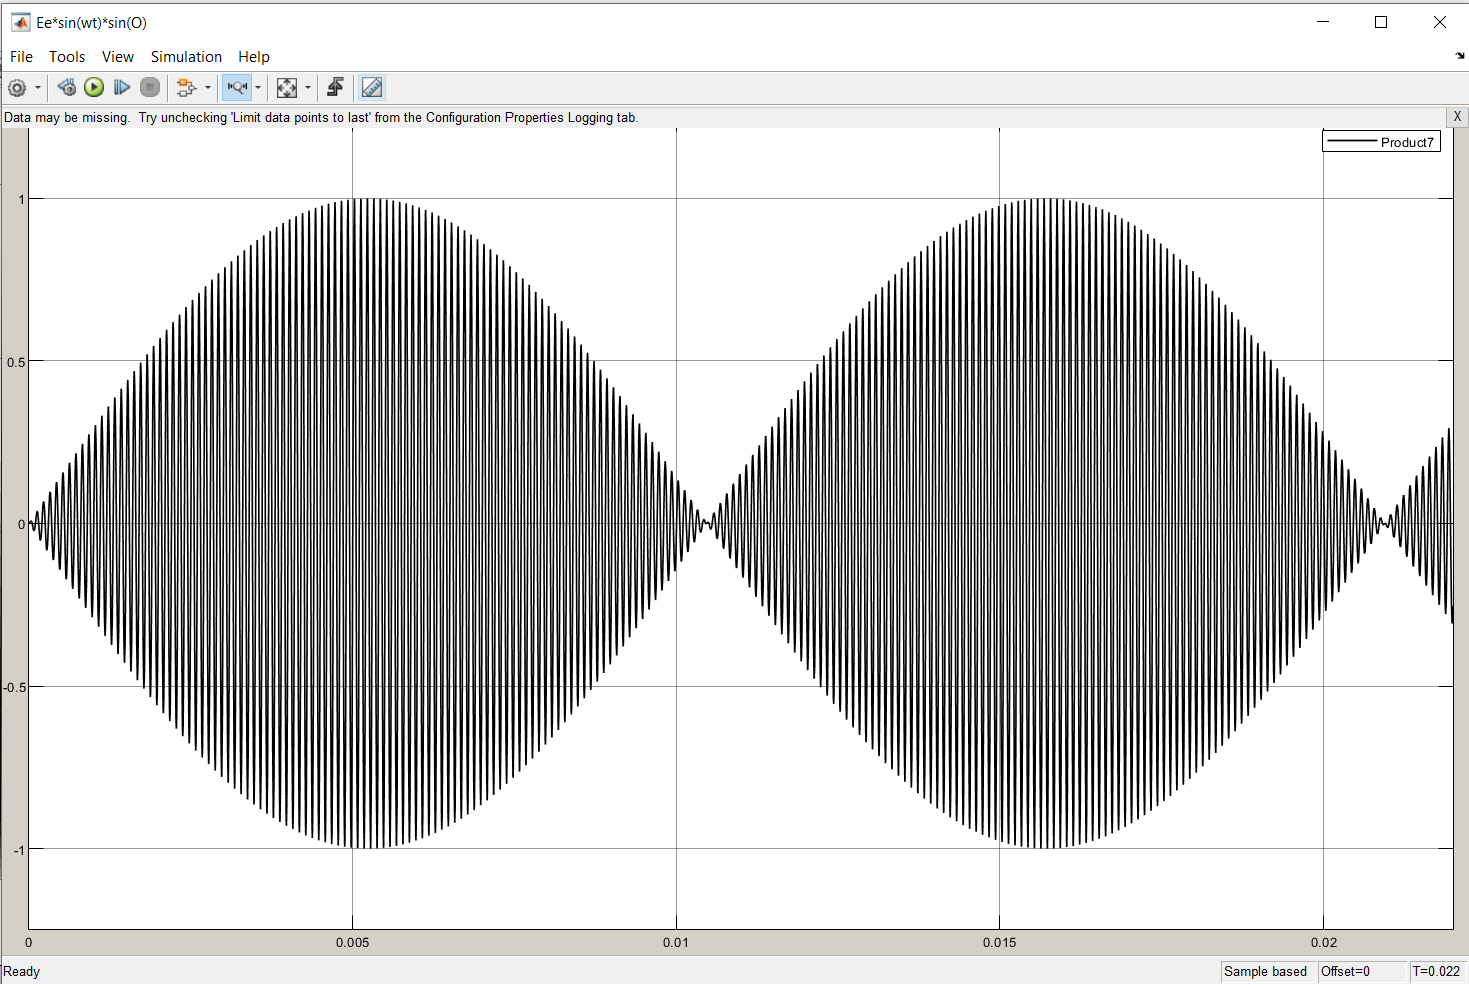 Ee*sin(wt)*sin(O)
File Tools View Simulation Help
Data may be missing. Try unchecking 'Limit data points to last' from the Configuration Properties Logging tab. X
Product7
1
0.5
0
-0.5
-1
0 0.005 0.01 0.015 0.02
Ready Sample based Offset=0 T=0.022